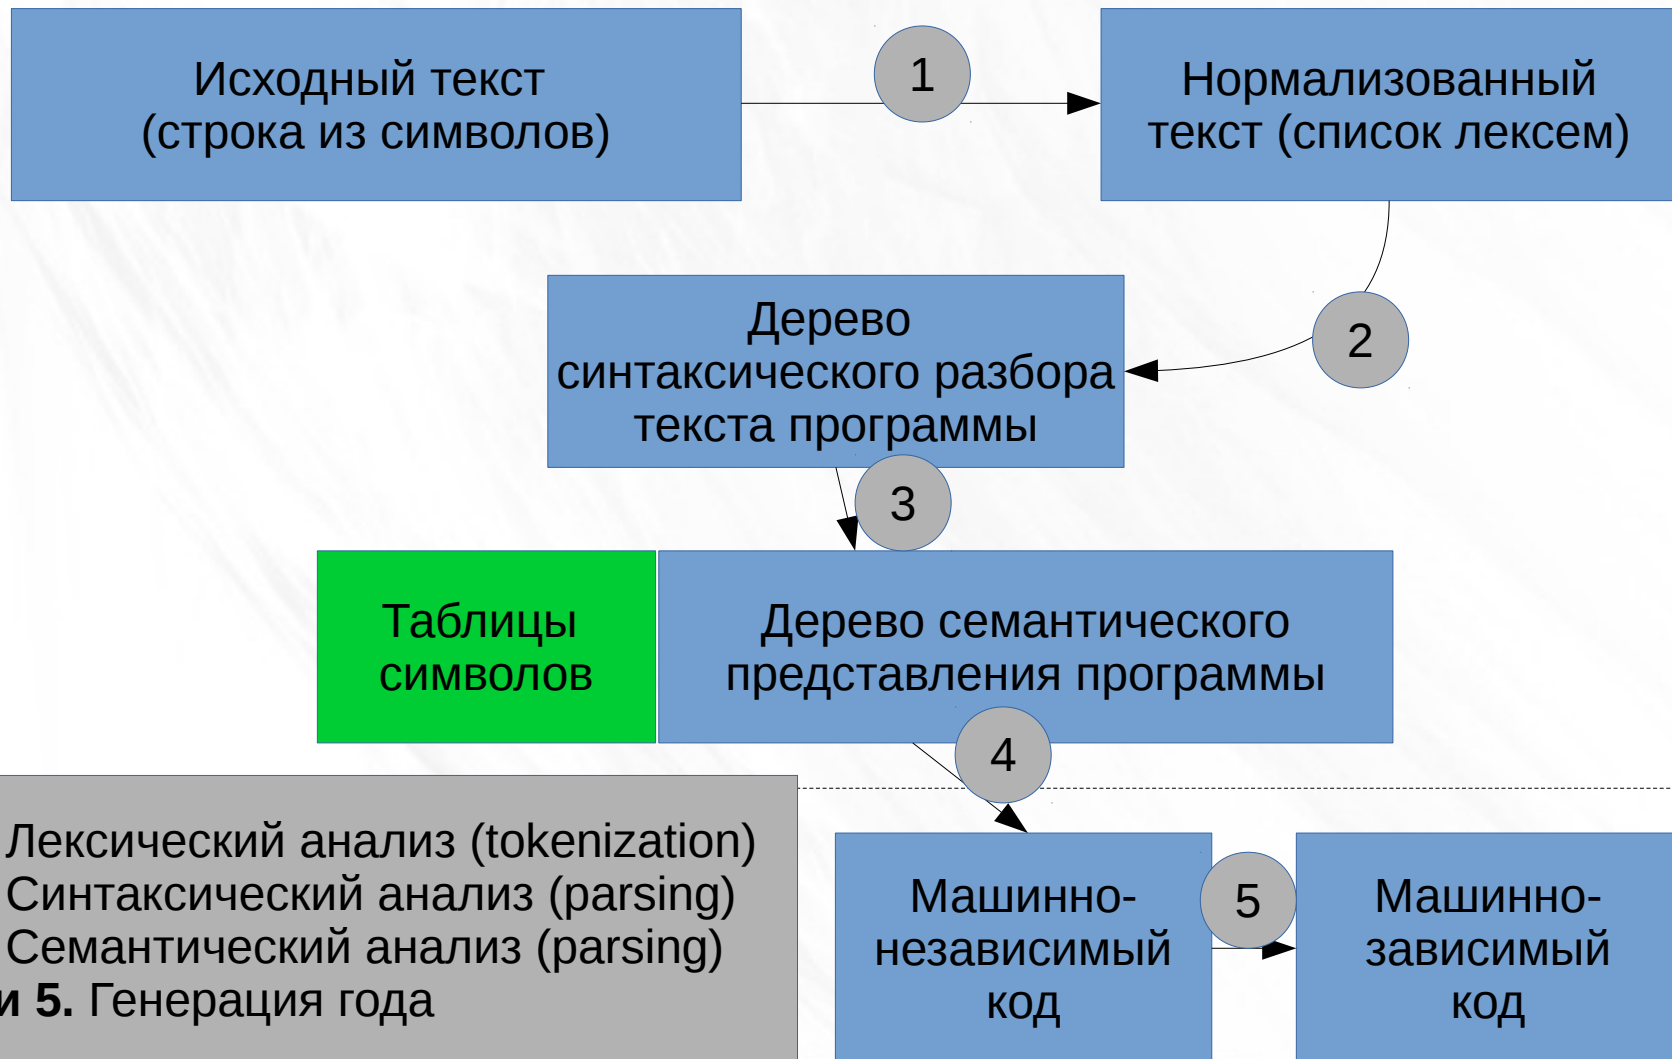 Исходный текст
(строка из символов)
1
Нормализованный
текст (список лексем)
2
Дерево
синтаксического разбора
текста программы
3
Таблицы
символов
Дерево семантического
представления программы
4
Лексический анализ (tokenization)
Синтаксический анализ (parsing)
Семантический анализ (parsing)
и 5. Генерация года
Машинно-
независимый
код
5
Машинно-
зависимый
код